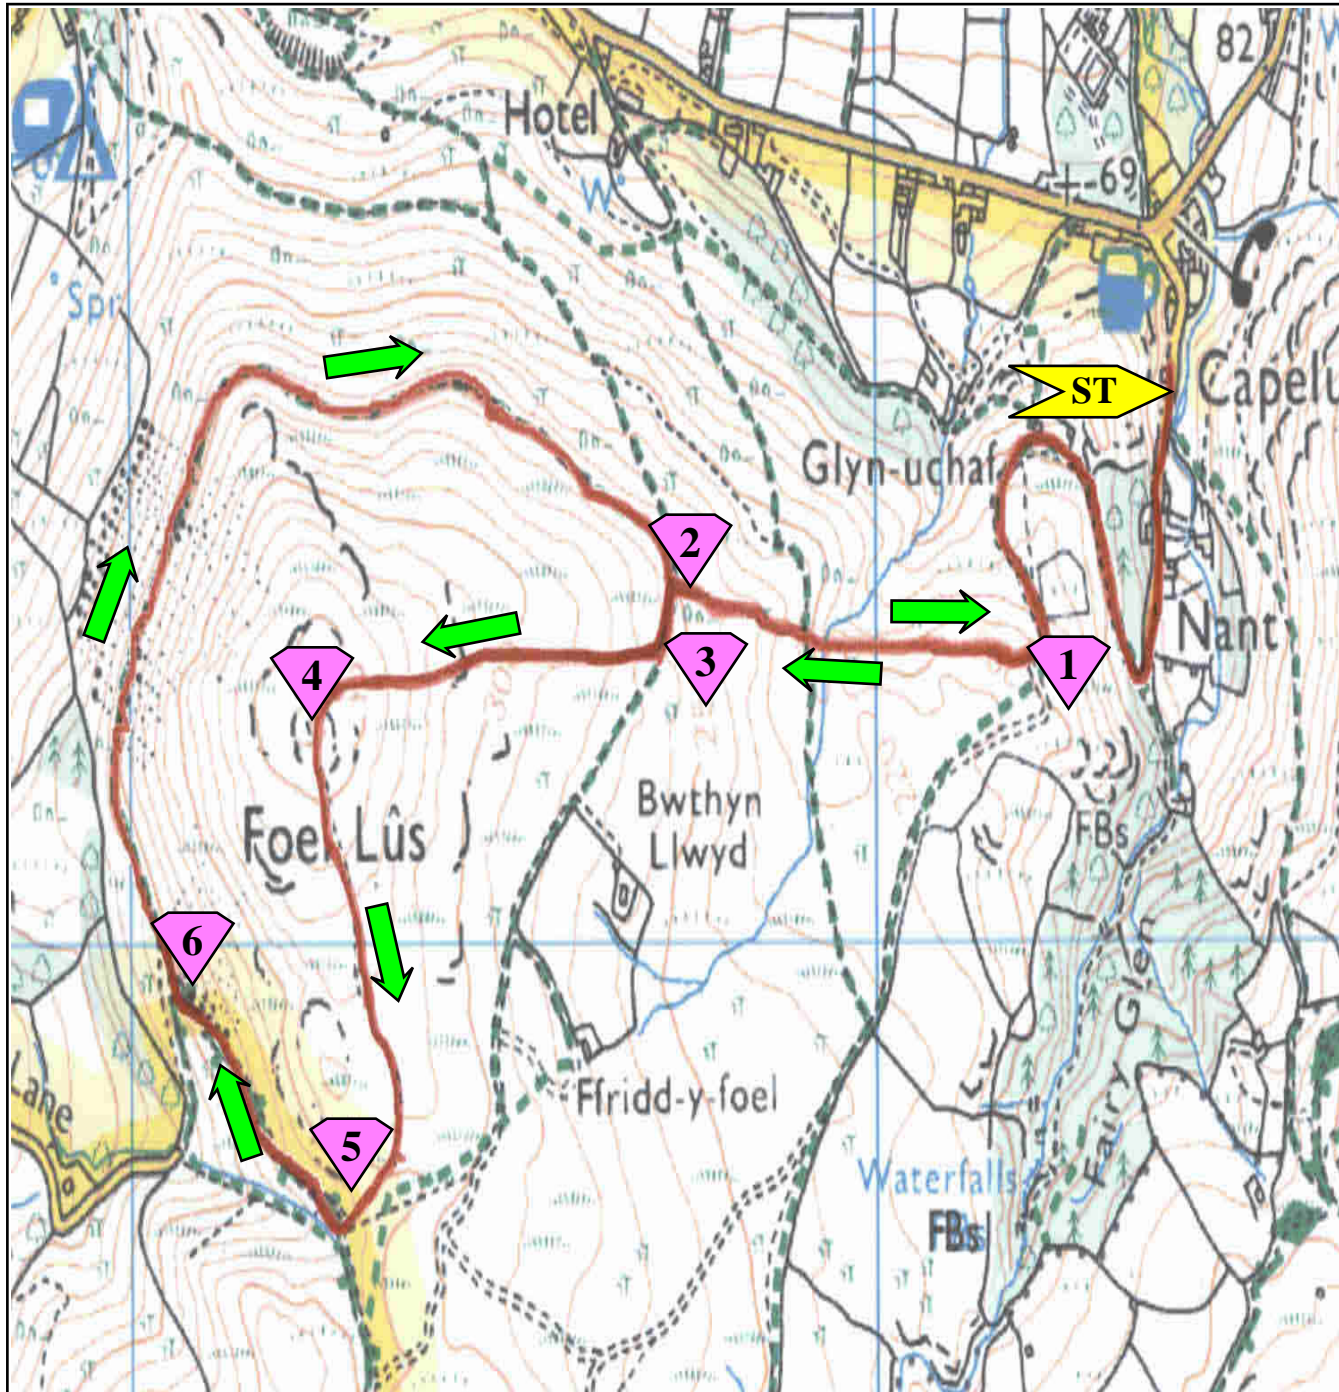 82
Hotel
W
69
Spr
ST
Capelu
Glyn-uchaf
2
Nant
3
1
4
Bwthyn
Llwyd
Foel Lûs
FBs
6
Fairy Glen
Lane
Ffridd-y-foel
5
Waterfalls
FBs